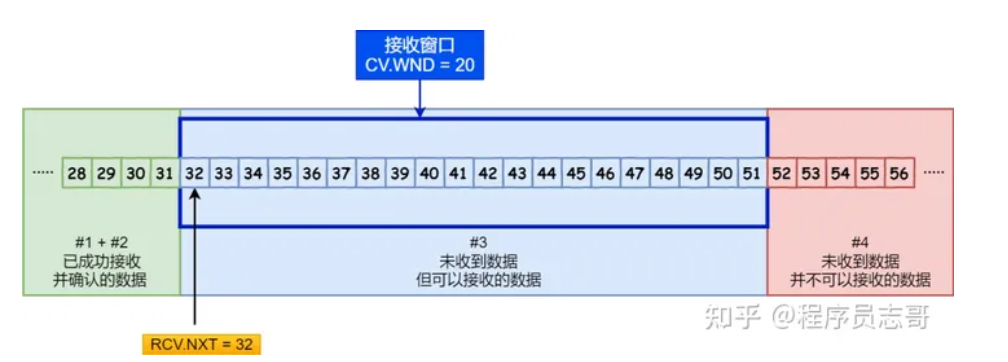 接收窗口
CV.WND = 20
····· 28 29 30 31 32 33 34 35 36 37 38 39 40 41 42 43 44 45 46 47 48 49 50 51 52 53 54 55 56 ·····
#1 + #2
已成功接收
并确认的数据
#3
未收到数据
但可以接收的数据
#4
未收到数据
并不可以接收的数据
知乎 @程序员志哥
RCV.NXT = 32